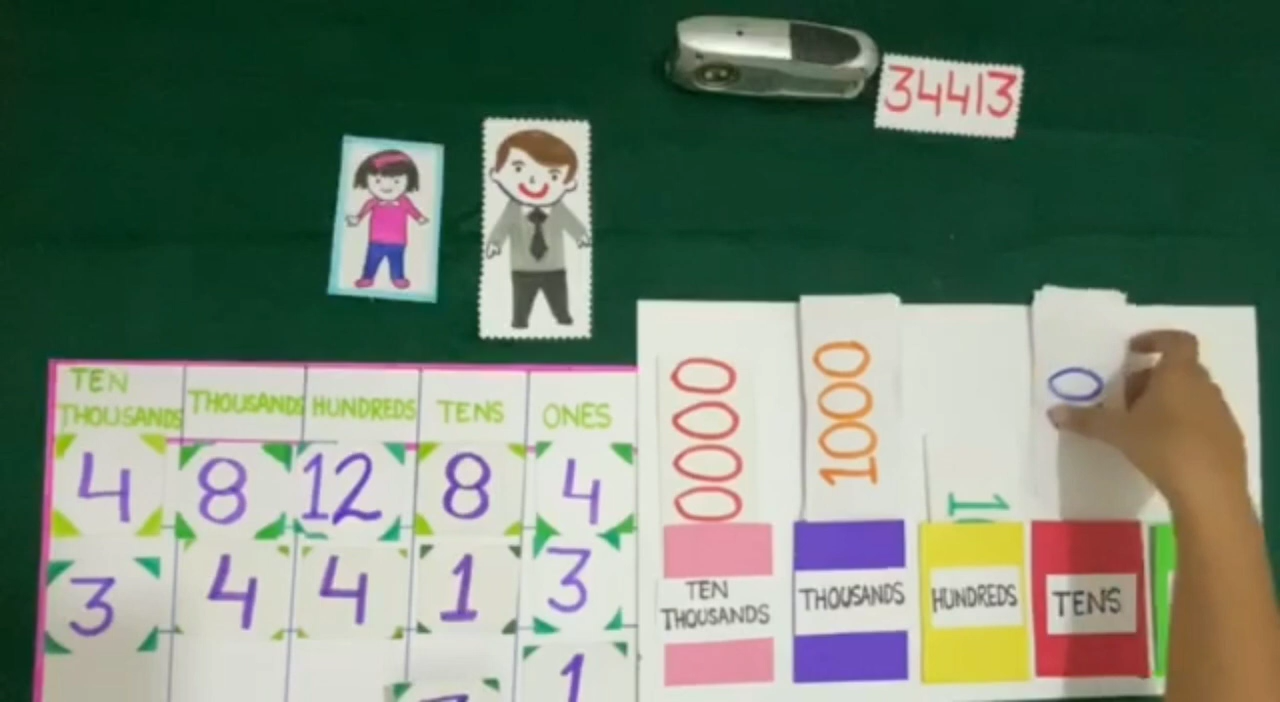 34413
TEN THOUSANDS THOUSANDS HUNDREDS TENS ONES
4 8 12 8 4
3 4 4 1 3
1
0000
1000
0
TEN THOUSANDS
THOUSANDS
HUNDREDS
TENS